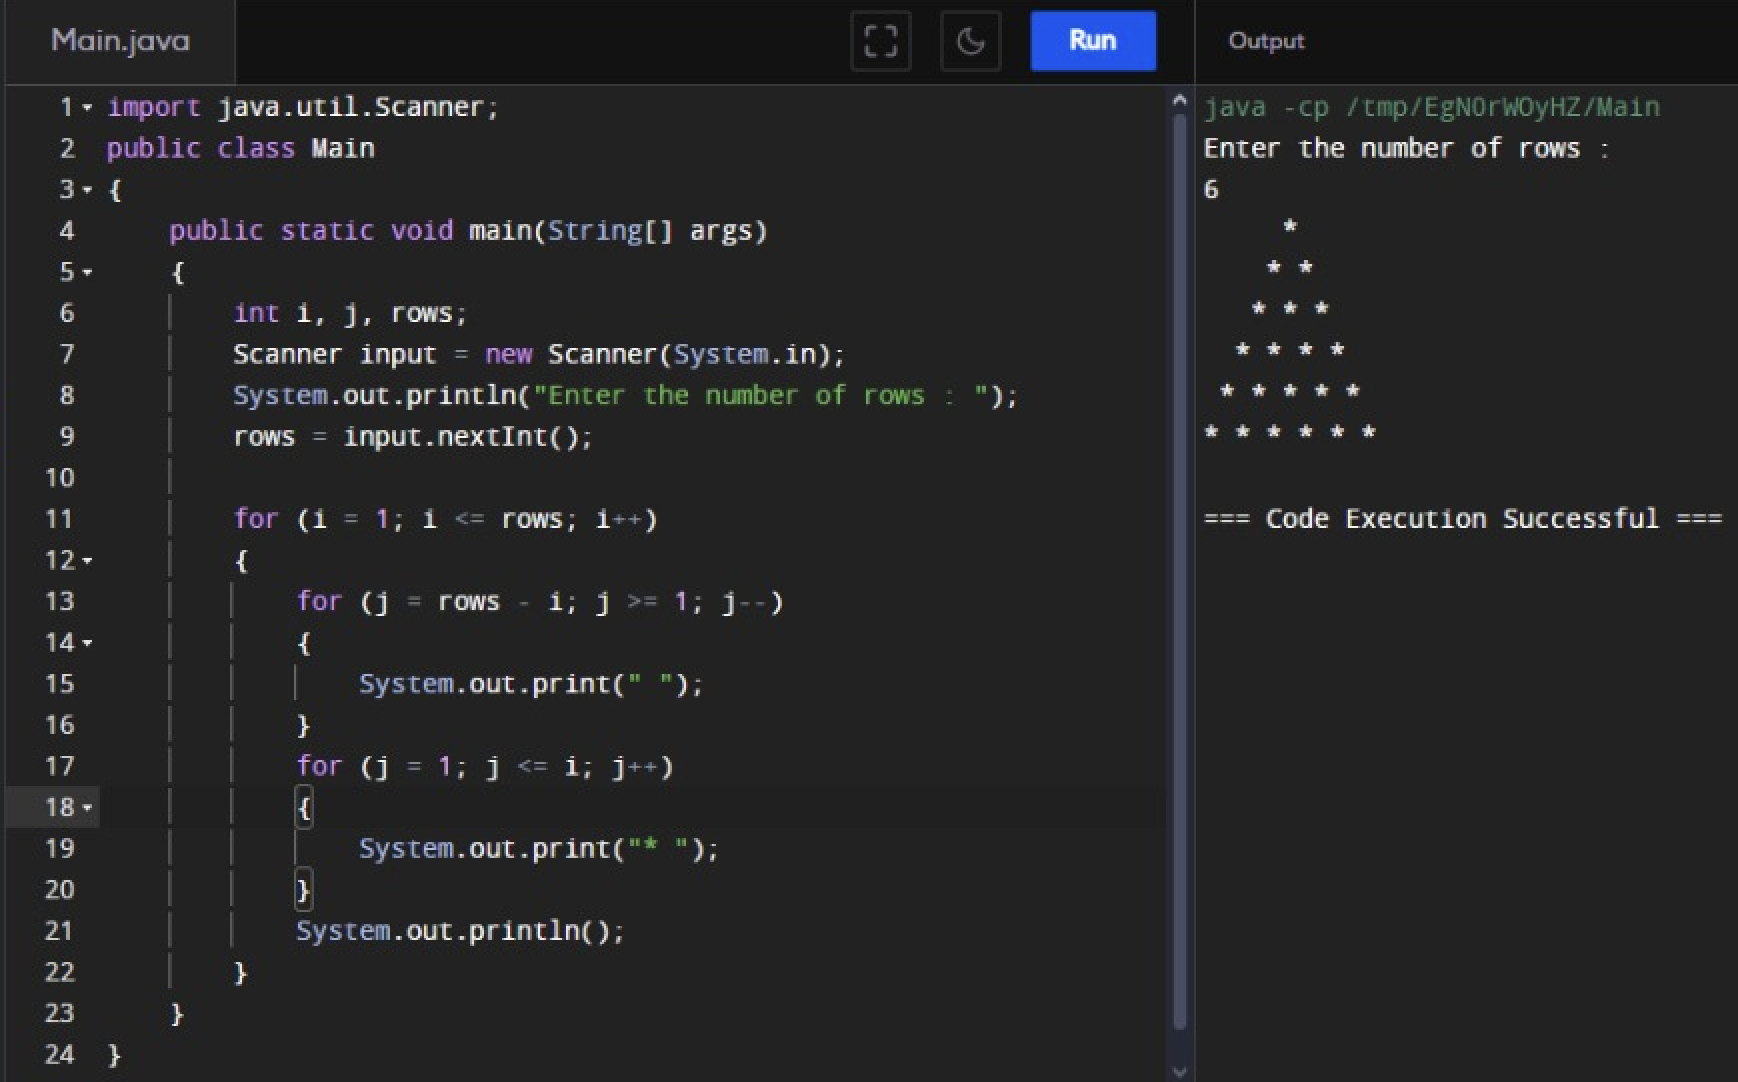 Main.java
Run
Output
1 import java.util.Scanner;
2 public class Main
3 {
4     public static void main(String[] args)
5     {
6         int i, j, rows;
7         Scanner input = new Scanner(System.in);
8         System.out.println("Enter the number of rows : ");
9         rows = input.nextInt();
10
11         for (i = 1; i <= rows; i++)
12         {
13             for (j = rows - i; j >= 1; j--)
14             {
15                 System.out.print(" ");
16             }
17             for (j = 1; j <= i; j++)
18             {
19                 System.out.print("* ");
20             }
21             System.out.println();
22         }
23     }
24 }
java -cp /tmp/EgN0rWOyHZ/Main
Enter the number of rows :
6
     *
    * *
   * * *
  * * * *
 * * * * *
* * * * * *
=== Code Execution Successful ===